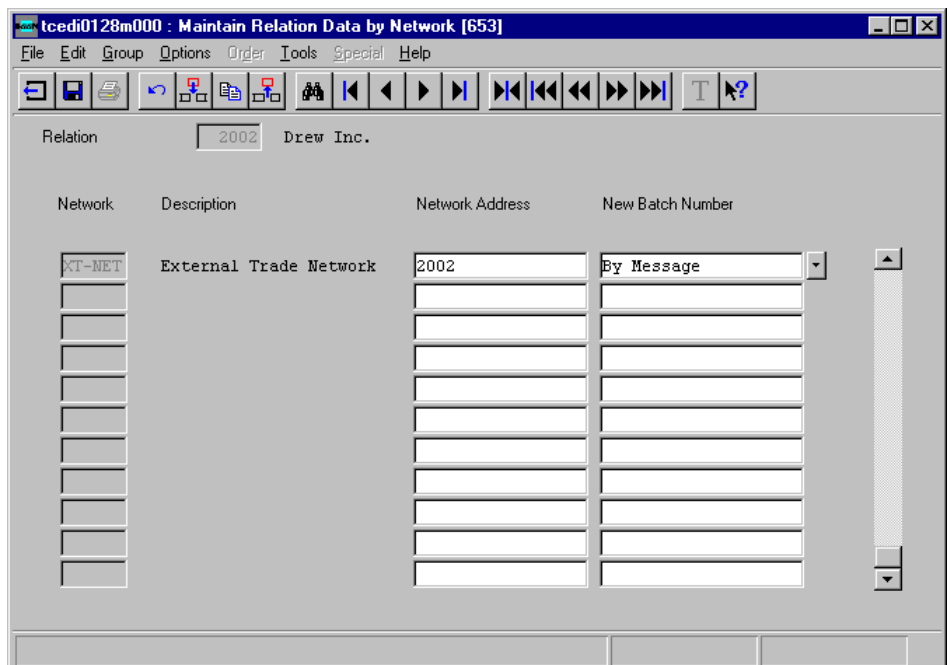 tcedi0128m000 : Maintain Relation Data by Network [653]
File Edit Group Options Order Tools Special Help
T ?
Relation 2002 Drew Inc.
Network Description Network Address New Batch Number
XT-NET External Trade Network 2002 By Message